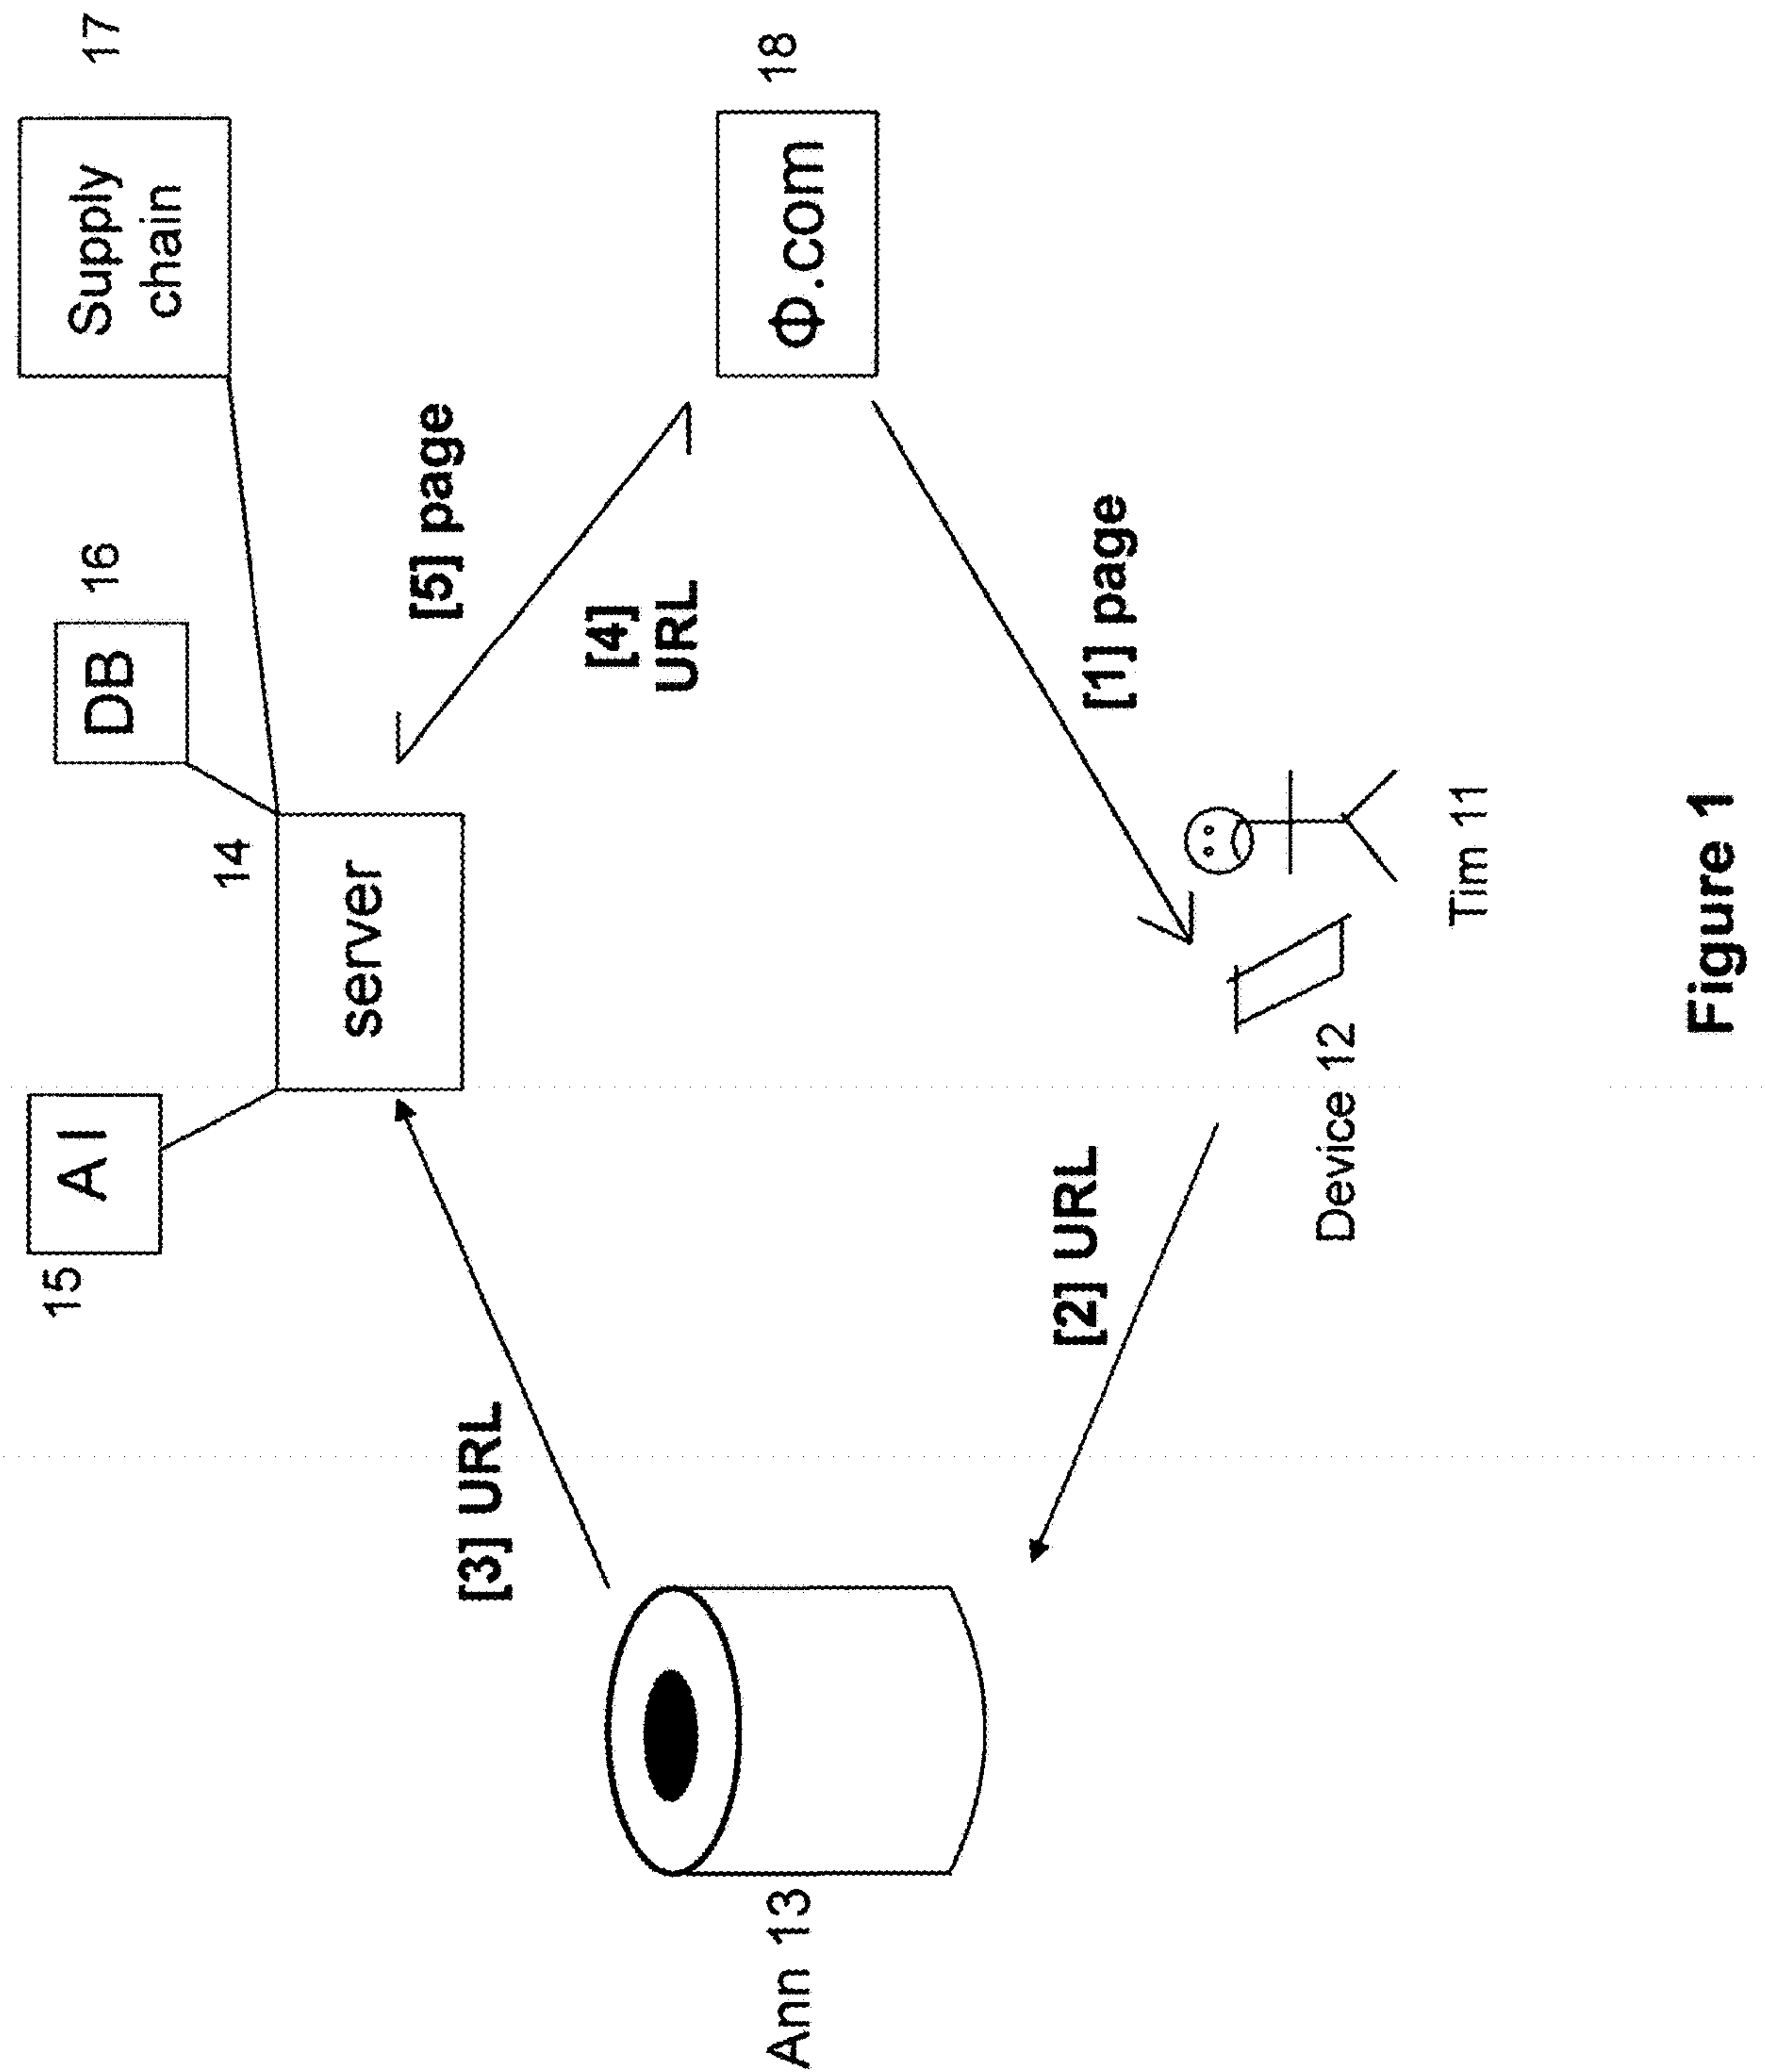 15
A I
14
server
DB
16
Supply
chain
17
[3] URL
[5] page
[4]
URL
Φ.com
18
Ann 13
[2] URL
[1] page
Device 12
Tim 11
Figure 1